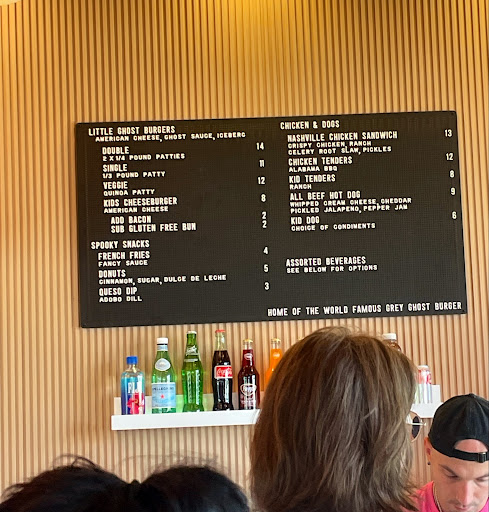 LITTLE GHOST BURGERS
AMERICAN CHEESE, GHOST SAUCE, ICEBERG
DOUBLE 14
2 X 1/4 POUND PATTIES
SINGLE 11
1/3 POUND PATTY
VEGGIE 12
QUINOA PATTY
KIDS CHEESEBURGER 8
AMERICAN CHEESE
ADD BACON 2
SUB GLUTEN FREE BUN 2
SPOOKY SNACKS
FRENCH FRIES 4
FANCY SAUCE
DONUTS 5
CINNAMON, SUGAR, DULCE DE LECHE
QUESO DIP 3
ADOBO DILL
CHICKEN & DOGS
NASHVILLE CHICKEN SANDWICH 13
CRISPY CHICKEN, RANCH
CELERY ROOT SLAW, PICKLES
CHICKEN TENDERS 12
ALABAMA BBQ
KID TENDERS 8
RANCH
ALL BEEF HOT DOG 9
WHIPPED CREAM CHEESE, CHEDDAR
PICKLED JALAPENO, PEPPER JAM
KID DOG 6
CHOICE OF CONDIMENTS
ASSORTED BEVERAGES
SEE BELOW FOR OPTIONS
HOME OF THE WORLD FAMOUS GREY GHOST BURGER
S.PELLEGRINO
Coca-Cola